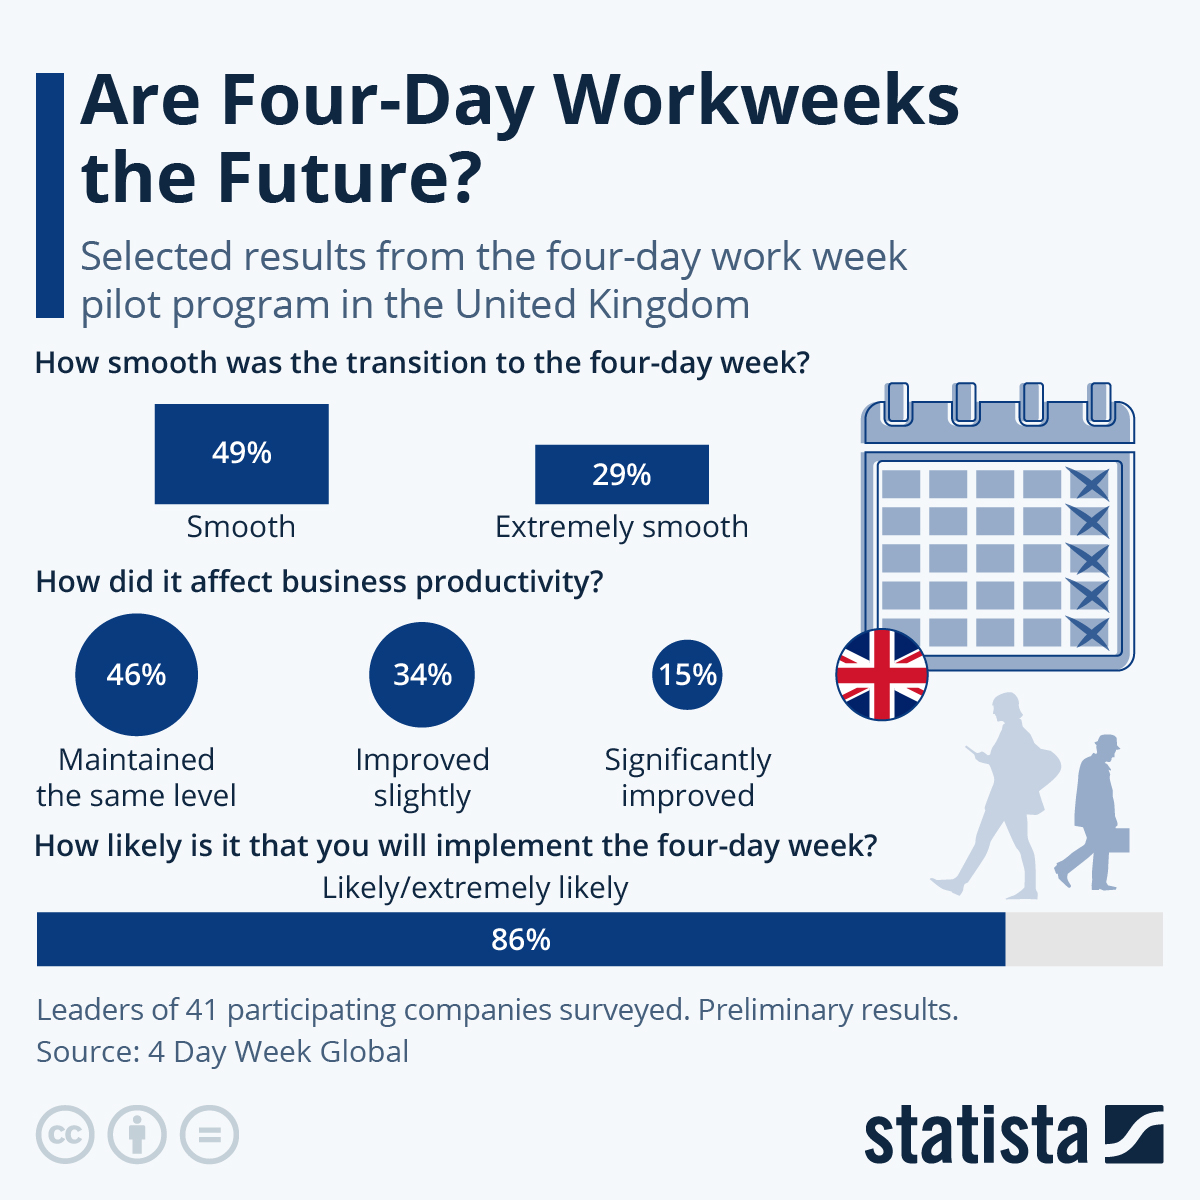 Are Four-Day Workweeks
the Future?
Selected results from the four-day work week
pilot program in the United Kingdom
How smooth was the transition to the four-day week?
49%
Smooth
29%
Extremely smooth
How did it affect business productivity?
46%
Maintained
the same level
34%
Improved
slightly
15%
Significantly
improved
How likely is it that you will implement the four-day week?
Likely/extremely likely
86%
Leaders of 41 participating companies surveyed. Preliminary results.
Source: 4 Day Week Global
cc
statista